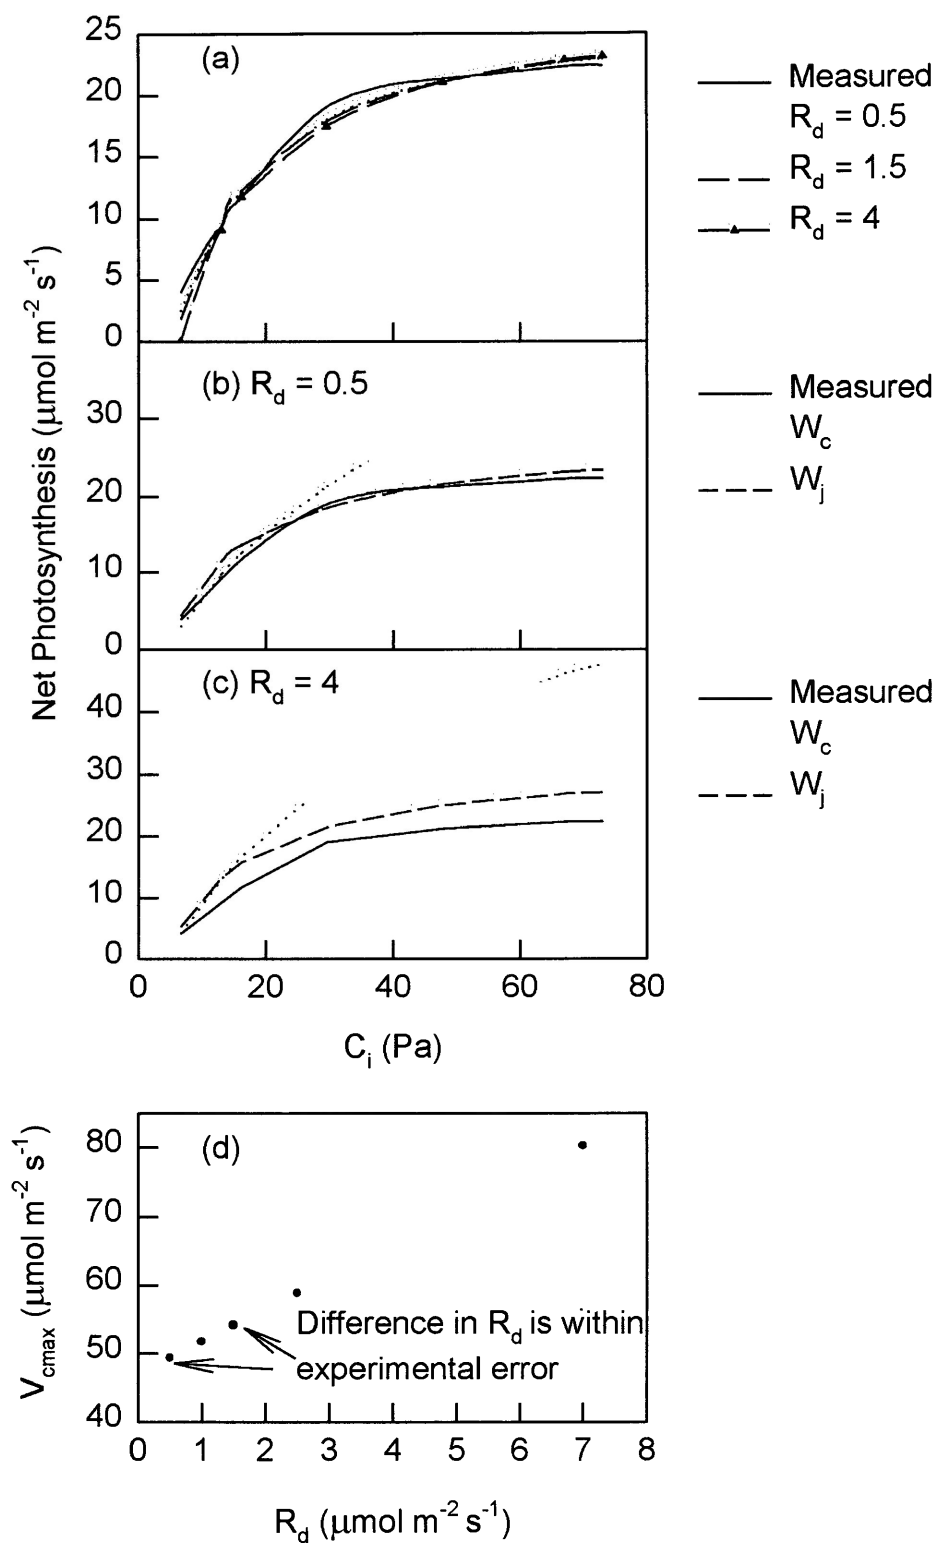 25
(a)
20
15
10
5
0
Measured
R_d = 0.5
R_d = 1.5
R_d = 4
Net Photosynthesis (μmol m⁻² s⁻¹)
(b) R_d = 0.5
30
20
10
0
Measured
W_c
W_j
(c) R_d = 4
40
30
20
10
0
Measured
W_c
W_j
0 20 40 60 80
C_i (Pa)
(d)
80
70
60
50
40
V_cmax (μmol m⁻² s⁻¹)
Difference in R_d is within
experimental error
0 1 2 3 4 5 6 7 8
R_d (μmol m⁻² s⁻¹)